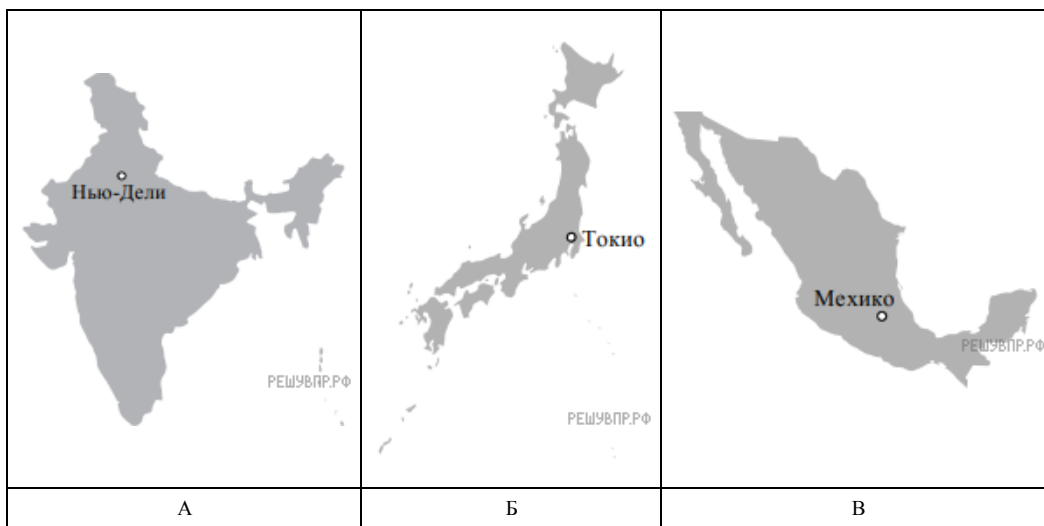 Нью-Дели
РЕШУВПР.РФ
А
Токио
РЕШУВПР.РФ
Б
Мехико
РЕШУВПР.РФ
В